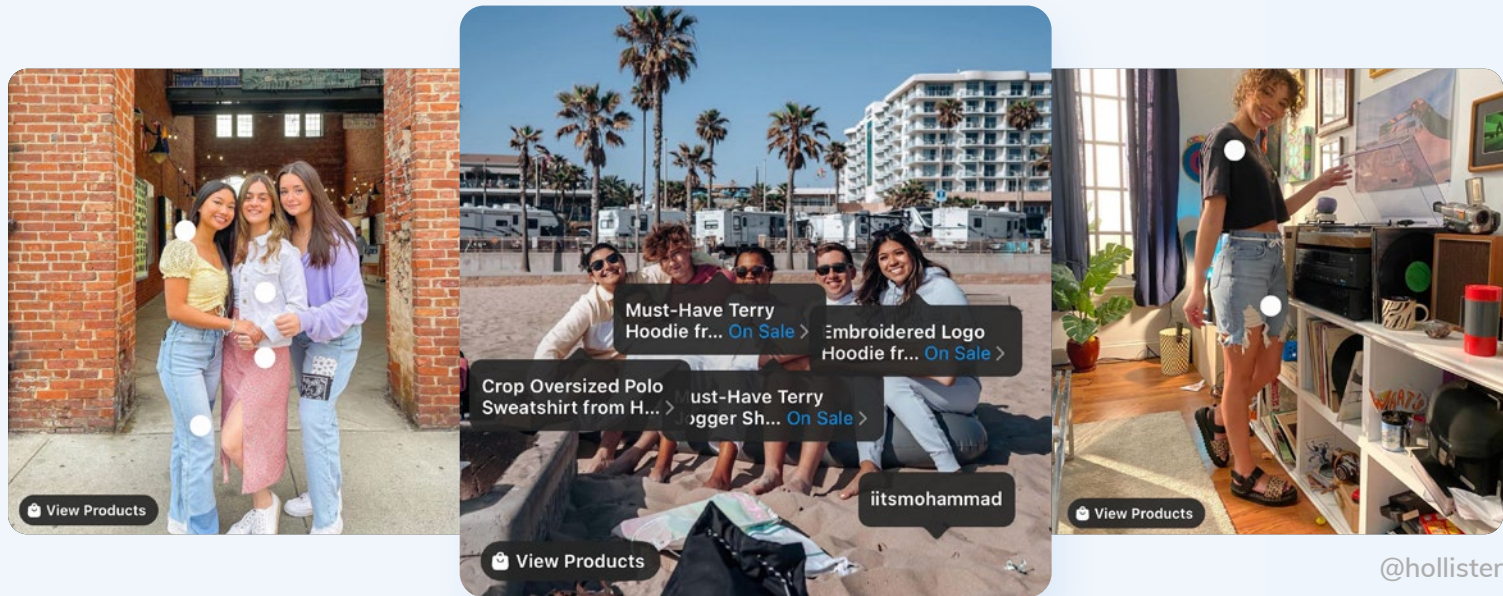 View Products
Must-Have Terry
Hoodie fr... On Sale >
Embroidered Logo
Hoodie fr... On Sale >
Crop Oversized Polo
Sweatshirt from H... >
Must-Have Terry
Jogger Sh... On Sale >
iitsmohammad
View Products
WHAT?
View Products
@hollister